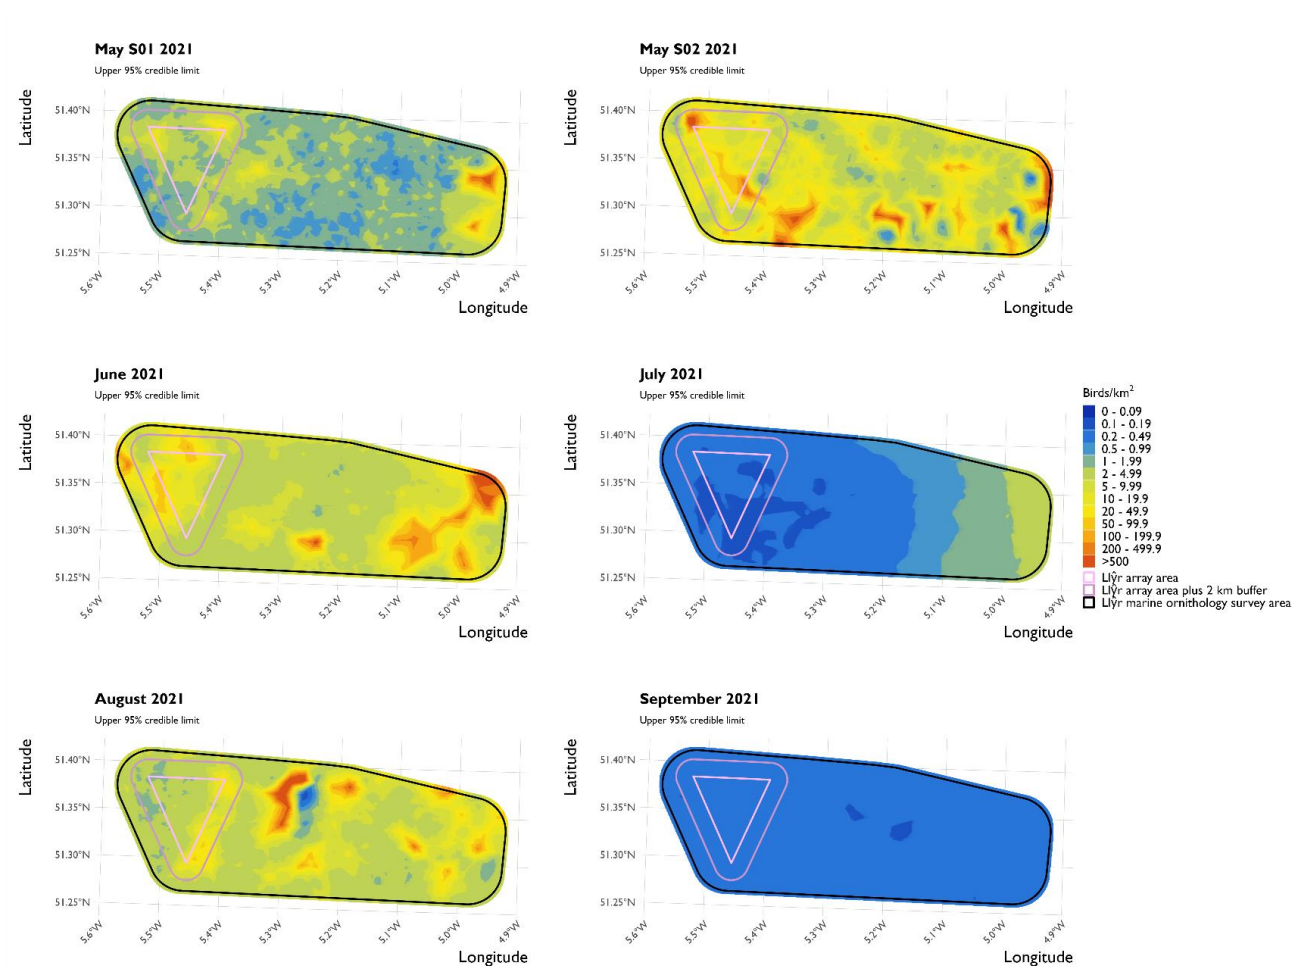 May S01 2021
Upper 95% credible limit
Latitude
51.40°N
51.35°N
51.30°N
51.25°N
5.6°W
5.5°W
5.4°W
5.3°W
5.2°W
5.1°W
5.0°W
4.9°W
Longitude
May S02 2021
Upper 95% credible limit
Latitude
51.40°N
51.35°N
51.30°N
51.25°N
5.6°W
5.5°W
5.4°W
5.3°W
5.2°W
5.1°W
5.0°W
4.9°W
Longitude
June 2021
Upper 95% credible limit
Latitude
51.40°N
51.35°N
51.30°N
51.25°N
5.6°W
5.5°W
5.4°W
5.3°W
5.2°W
5.1°W
5.0°W
4.9°W
Longitude
July 2021
Upper 95% credible limit
Latitude
51.40°N
51.35°N
51.30°N
51.25°N
5.6°W
5.5°W
5.4°W
5.3°W
5.2°W
5.1°W
5.0°W
4.9°W
Longitude
Birds/km²
0 - 0.09
0.1 - 0.19
0.2 - 0.49
0.5 - 0.99
1 - 1.99
2 - 4.99
5 - 9.99
10 - 19.9
20 - 49.9
50 - 99.9
100 - 199.9
200 - 499.9
>500
Llŷr array area
Llŷr array area plus 2 km buffer
Llŷr marine ornithology survey area
August 2021
Upper 95% credible limit
Latitude
51.40°N
51.35°N
51.30°N
51.25°N
5.6°W
5.5°W
5.4°W
5.3°W
5.2°W
5.1°W
5.0°W
4.9°W
Longitude
September 2021
Upper 95% credible limit
Latitude
51.40°N
51.35°N
51.30°N
51.25°N
5.6°W
5.5°W
5.4°W
5.3°W
5.2°W
5.1°W
5.0°W
4.9°W
Longitude